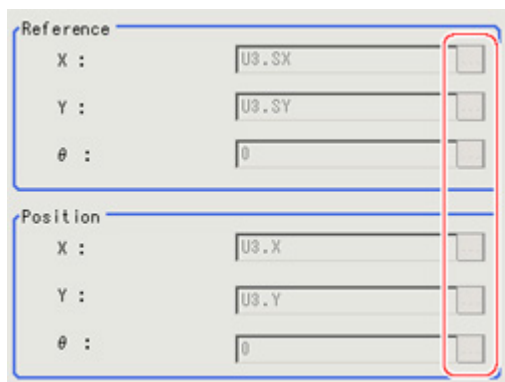 Reference
X : U3.SX ...
Y : U3.SY ...
θ : 0 ...
Position
X : U3.X ...
Y : U3.Y ...
θ : 0 ...